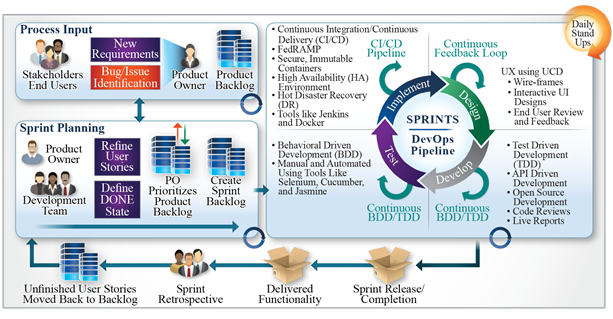 Process Input
New
Requirements
Bug/Issue
Identification
Stakeholders
End Users
Product
Owner
Product
Backlog
Sprint Planning
Product
Owner
Development
Team
Refine
User
Stories
Define
DONE
State
PO
Prioritizes
Product
Backlog
Create
Sprint
Backlog
• Continuous Integration/Continuous
Delivery (CI/CD)
• FedRAMP
• Secure, Immutable
Containers
• High Availability (HA)
Environment
• Hot Disaster Recovery
(DR)
• Tools like Jenkins
and Docker
• Behavioral Driven
Development (BDD)
• Manual and Automated
Using Tools Like
Selenium, Cucumber,
and Jasmine
CI/CD
Pipeline
Continuous
Feedback Loop
Implement
Design
Develop
Test
SPRINTS
DevOps
Pipeline
Continuous
BDD/TDD
Continuous
BDD/TDD
UX using UCD
• Wire-frames
• Interactive UI
Designs
• End User Review
and Feedback
• Test Driven
Development
(TDD)
• API Driven
Development
• Open Source
Development
• Code Reviews
• Live Reports
Daily
Stand
Ups
Unfinished User Stories
Moved Back to Backlog
Sprint
Retrospective
Delivered
Functionality
Sprint Release/
Completion